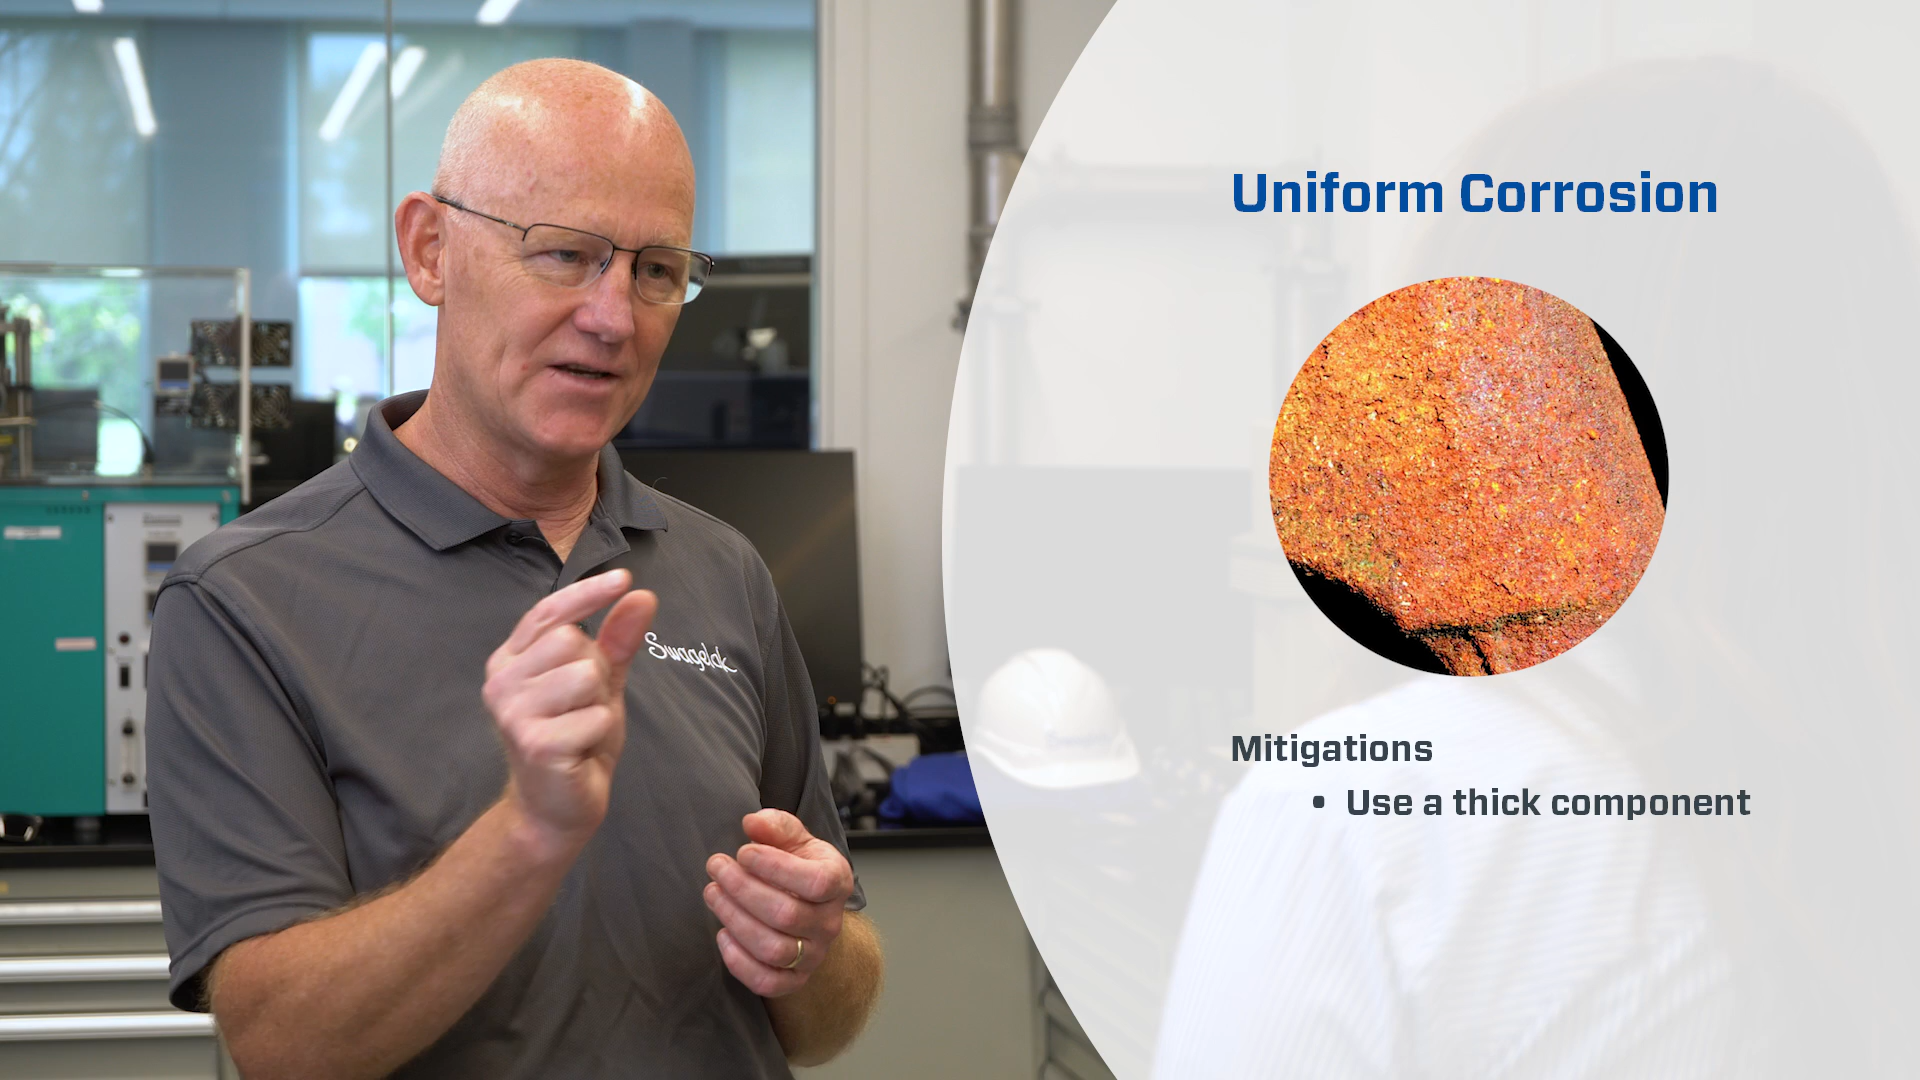 Swagelok
Uniform Corrosion
Mitigations
• Use a thick component